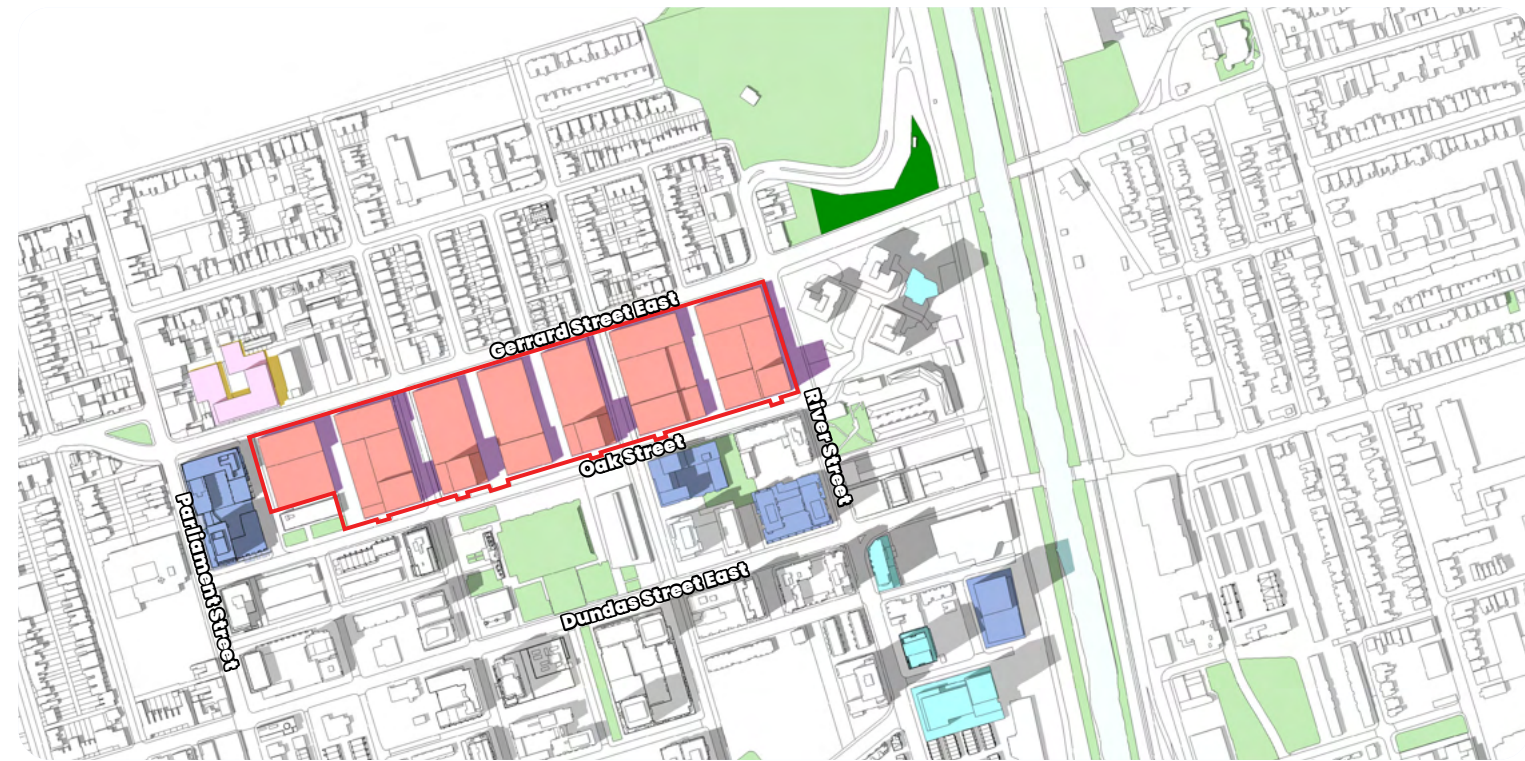 Gerrard Street East
Oak Street
River Street
Parliament Street
Dundas Street East